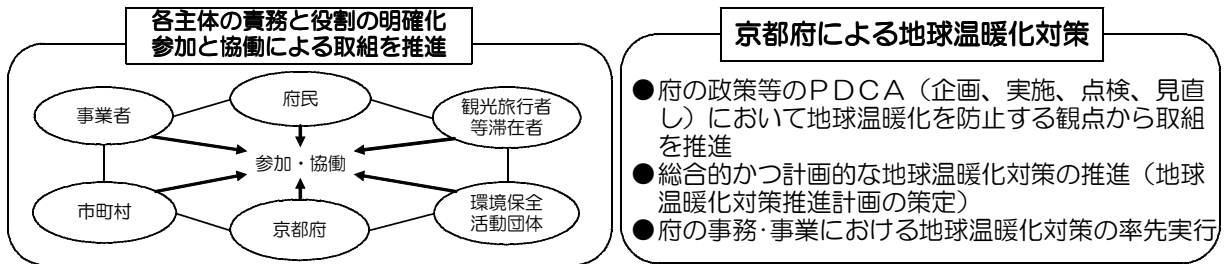 各主体の責務と役割の明確化
参加と協働による取組を推進
府民
事業者
観光旅行者
等滞在者
参加・協働
市町村
京都府
環境保全
活動団体
京都府による地球温暖化対策
●府の政策等のＰＤＣＡ（企画、実施、点検、見直
し）において地球温暖化を防止する観点から取組
を推進
●総合的かつ計画的な地球温暖化対策の推進（地球
温暖化対策推進計画の策定）
●府の事務・事業における地球温暖化対策の率先実行